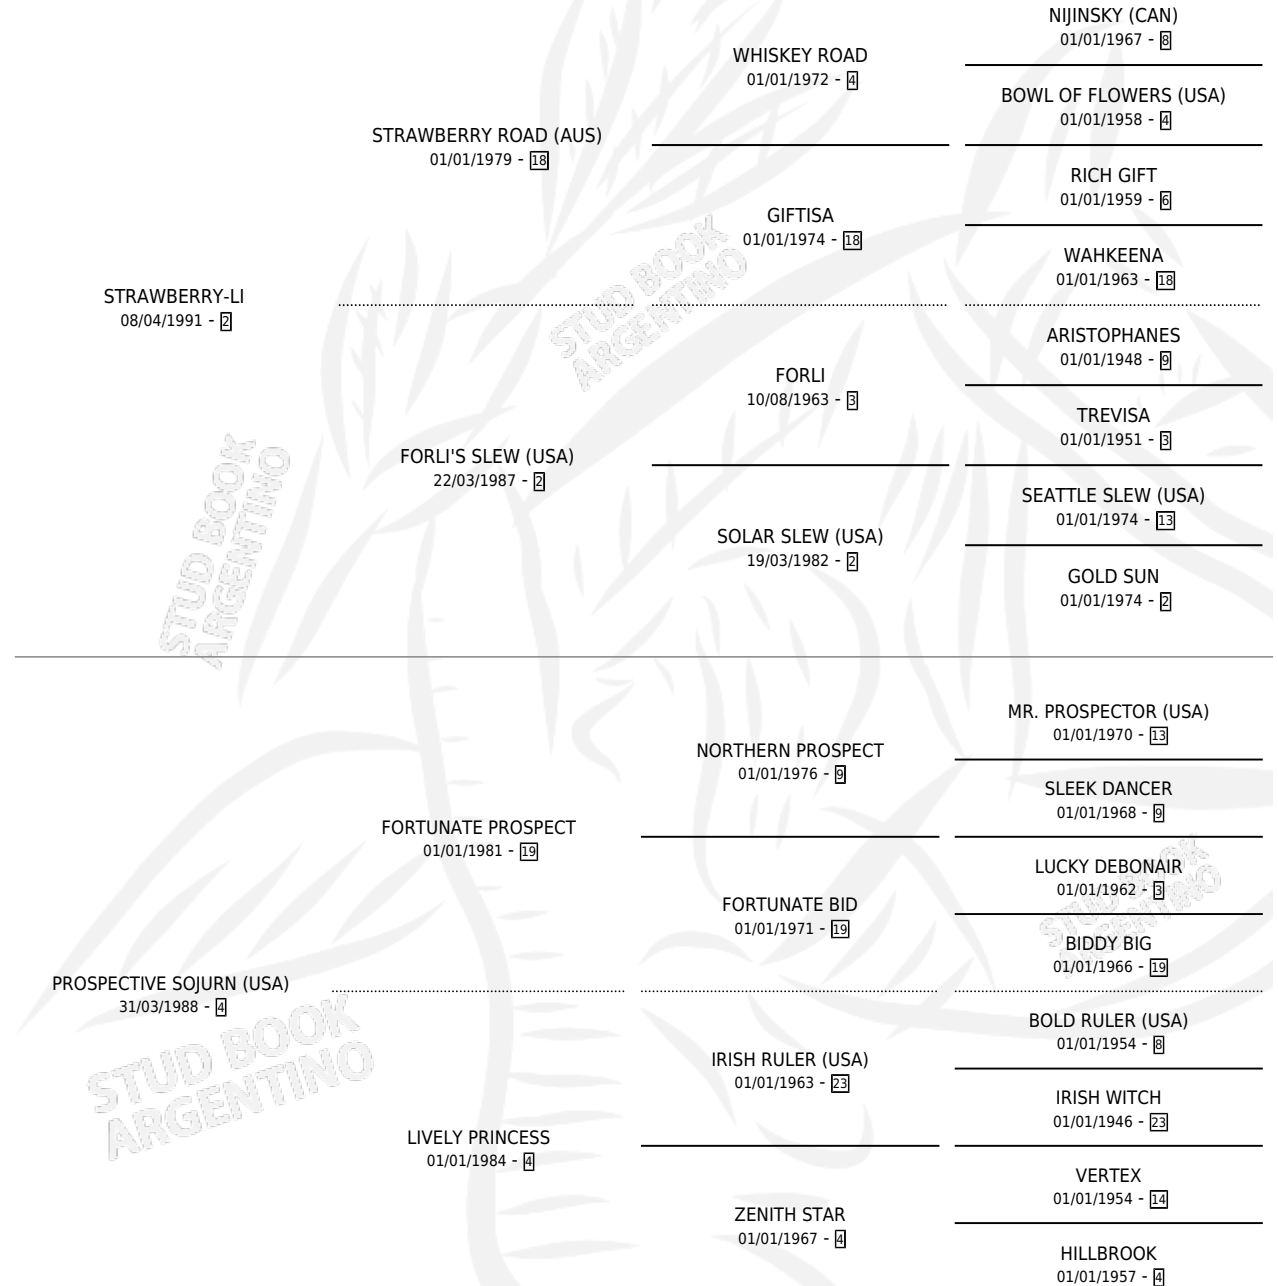 NIJINSKY (CAN)
01/01/1967 - 8
WHISKEY ROAD
01/01/1972 - 4
BOWL OF FLOWERS (USA)
01/01/1958 - 4
STRAWBERRY ROAD (AUS)
01/01/1979 - 18
RICH GIFT
01/01/1959 - 6
GIFTISA
01/01/1974 - 18
WAHKEENA
01/01/1963 - 18
STRAWBERRY-LI
08/04/1991 - 2
STUD BOOK
ARGENTINO
ARISTOPHANES
01/01/1948 - 9
FORLI
10/08/1963 - 3
TREVISA
01/01/1951 - 3
FORLI'S SLEW (USA)
22/03/1987 - 2
SEATTLE SLEW (USA)
01/01/1974 - 13
SOLAR SLEW (USA)
19/03/1982 - 2
GOLD SUN
01/01/1974 - 2
STUD BOOK
ARGENTINO
MR. PROSPECTOR (USA)
01/01/1970 - 13
NORTHERN PROSPECT
01/01/1976 - 9
SLEEK DANCER
01/01/1968 - 9
FORTUNATE PROSPECT
01/01/1981 - 19
LUCKY DEBONAIR
01/01/1962 - 3
FORTUNATE BID
01/01/1971 - 19
STUD BOOK
ARGENTINO
BIDDY BIG
01/01/1966 - 19
PROSPECTIVE SOJURN (USA)
31/03/1988 - 4
STUD BOOK
ARGENTINO
BOLD RULER (USA)
01/01/1954 - 8
IRISH RULER (USA)
01/01/1963 - 23
IRISH WITCH
01/01/1946 - 23
LIVELY PRINCESS
01/01/1984 - 4
VERTEX
01/01/1954 - 14
ZENITH STAR
01/01/1967 - 4
HILLBROOK
01/01/1957 - 4